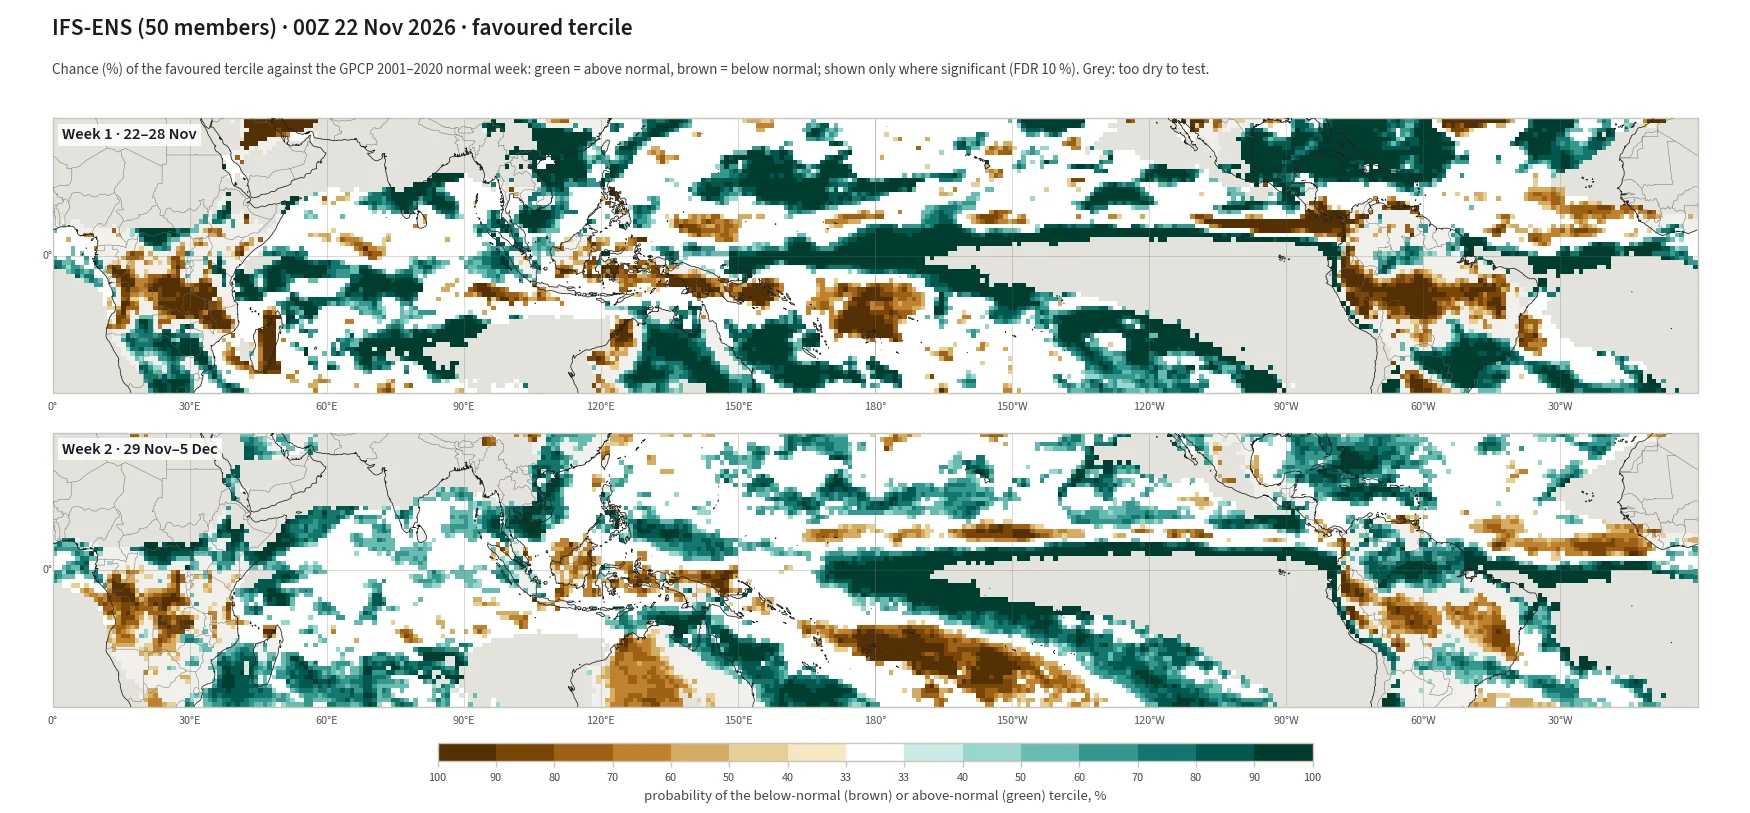 IFS-ENS (50 members) · 00Z 22 Nov 2026 · favoured tercile
Chance (%) of the favoured tercile against the GPCP 2001–2020 normal week: green = above normal, brown = below normal; shown only where significant (FDR 10 %). Grey: too dry to test.
Week 1 · 22–28 Nov
0°
0° 30°E 60°E 90°E 120°E 150°E 180° 150°W 120°W 90°W 60°W 30°W
Week 2 · 29 Nov–5 Dec
0°
0° 30°E 60°E 90°E 120°E 150°E 180° 150°W 120°W 90°W 60°W 30°W
100 90 80 70 60 50 40 33 33 40 50 60 70 80 90 100
probability of the below-normal (brown) or above-normal (green) tercile, %